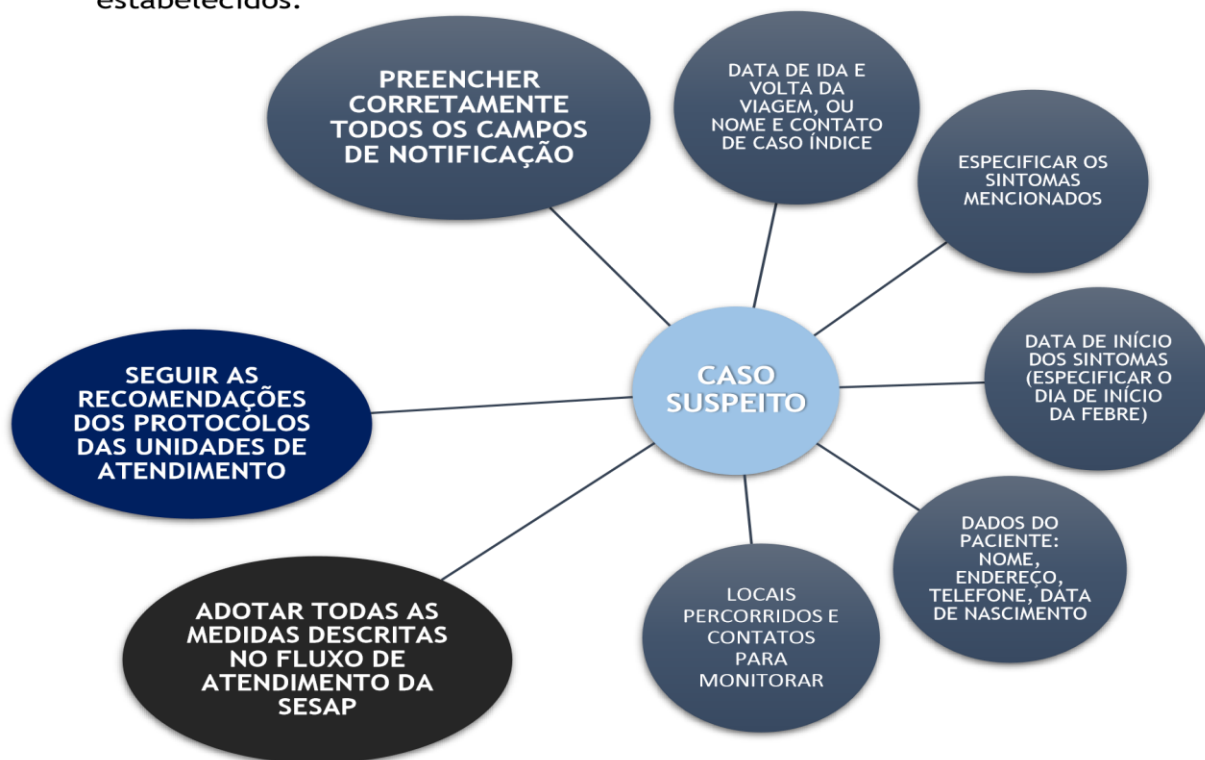 estabelecidos:
PREENCHER
CORRETAMENTE
TODOS OS CAMPOS
DE NOTIFICAÇÃO
DATA DE IDA E
VOLTA DA
VIAGEM, OU
NOME E CONTATO
DE CASO ÍNDICE
ESPECIFICAR OS
SINTOMAS
MENCIONADOS
DATA DE INÍCIO
DOS SINTOMAS
(ESPECIFICAR O
DIA DE INÍCIO
DA FEBRE)
DADOS DO
PACIENTE:
NOME,
ENDEREÇO,
TELEFONE, DATA
DE NASCIMENTO
LOCAIS
PERCORRIDOS E
CONTATOS
PARA
MONITORAR
ADOTAR TODAS AS
MEDIDAS DESCRITAS
NO FLUXO DE
ATENDIMENTO DA
SESAP
SEGUIR AS
RECOMENDAÇÕES
DOS PROTOCOLOS
DAS UNIDADES DE
ATENDIMENTO
CASO
SUSPEITO